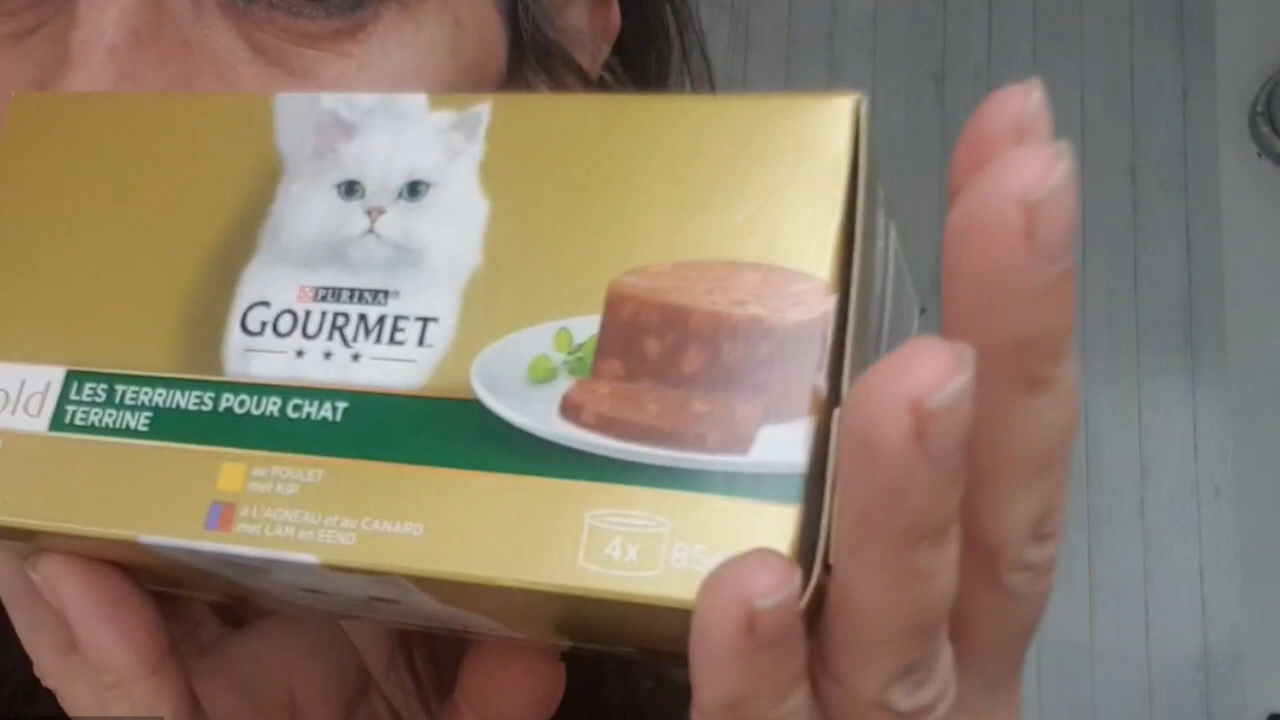 PURINA®
GOURMET
old
LES TERRINES POUR CHAT
TERRINE
au POULET
met KIP
à L'AGNEAU et au CANARD
met LAM en EEND
4x
85